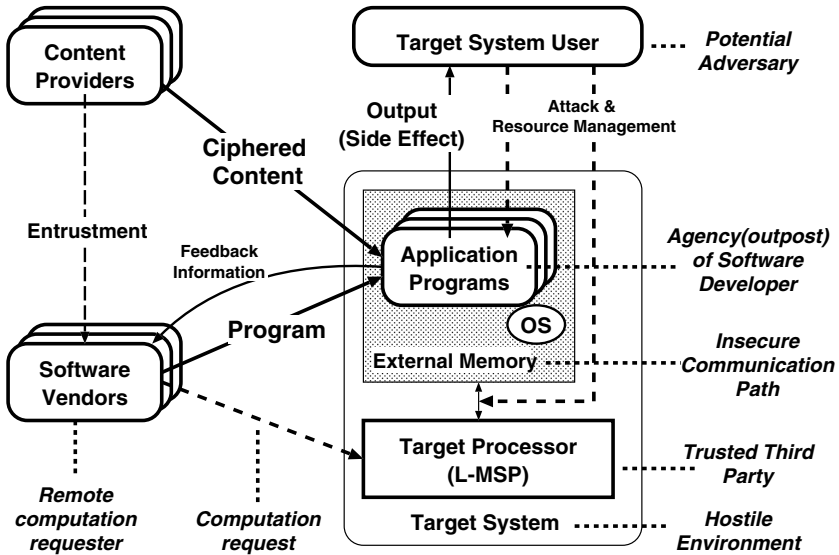 Content
Providers
Target System User
Potential
Adversary
Output
(Side Effect)
Attack &
Resource Management
Ciphered
Content
Entrustment
Feedback
Information
Application
Programs
Agency(outpost)
of Software
Developer
OS
Program
External Memory
Insecure
Communication
Path
Software
Vendors
Target Processor
(L-MSP)
Trusted Third
Party
Remote
computation
requester
Computation
request
Target System
Hostile
Environment